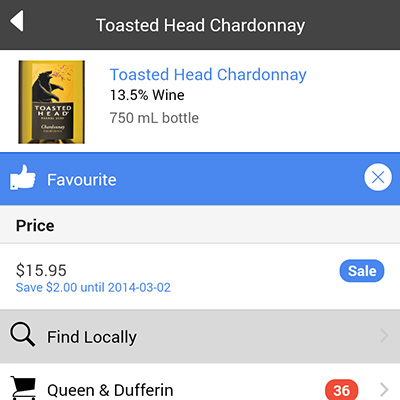 Toasted Head Chardonnay
TOASTED
HEAD
Chardonnay
Toasted Head Chardonnay
13.5% Wine
750 mL bottle
Favourite
Price
$15.95
Sale
Save $2.00 until 2014-03-02
Find Locally
Queen & Dufferin
36